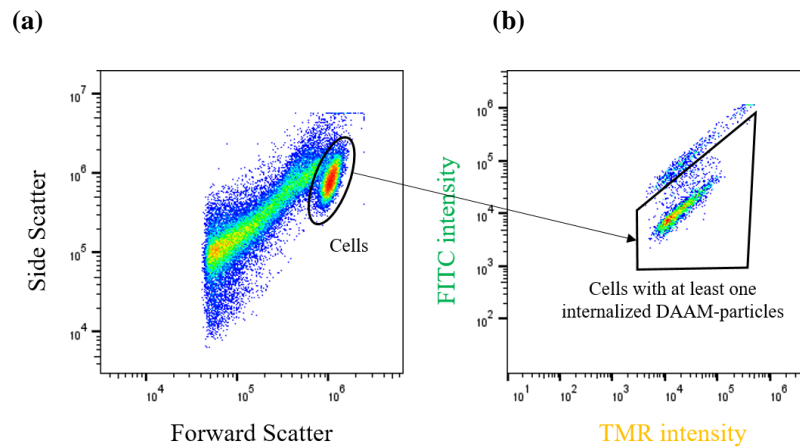 (a)
(b)
10^7
10^6
10^5
10^4
Side Scatter
Cells
10^4
10^5
10^6
Forward Scatter
10^6
10^5
10^4
10^3
10^2
FITC intensity
Cells with at least one
internalized DAAM-particles
10^1
10^2
10^3
10^4
10^5
10^6
TMR intensity